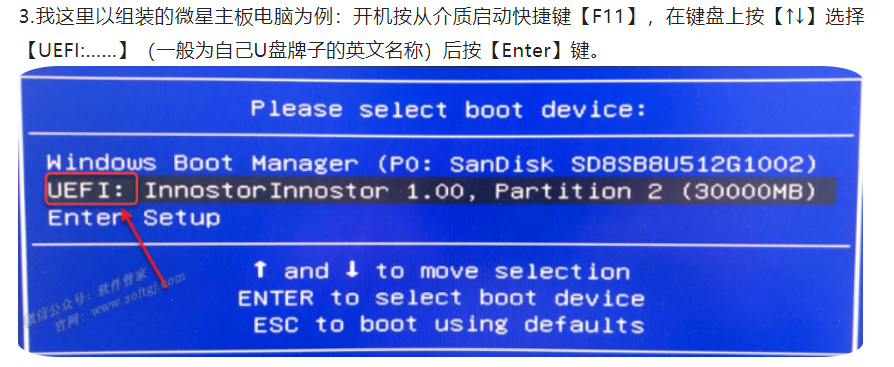 3.我这里以组装的微星主板电脑为例：开机按从介质启动快捷键【F11】，在键盘上按【↑↓】选择
【UEFI:......】（一般为自己U盘牌子的英文名称）后按【Enter】键。
Please select boot device:
Windows Boot Manager (P0: SanDisk SD8SB8U512G1002)
UEFI: InnostorInnostor 1.00, Partition 2 (30000MB)
Enter Setup
↑ and ↓ to move selection
ENTER to select boot device
ESC to boot using defaults
微信公众号：软件管家
官网：www.softgj.com